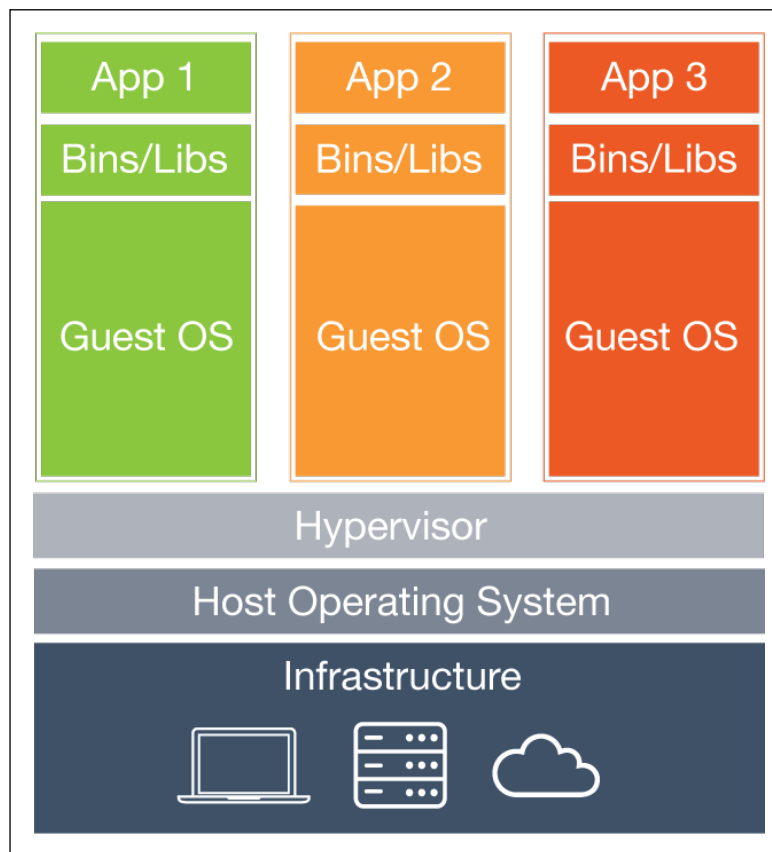 App 1
App 2
App 3
Bins/Libs
Bins/Libs
Bins/Libs
Guest OS
Guest OS
Guest OS
Hypervisor
Host Operating System
Infrastructure